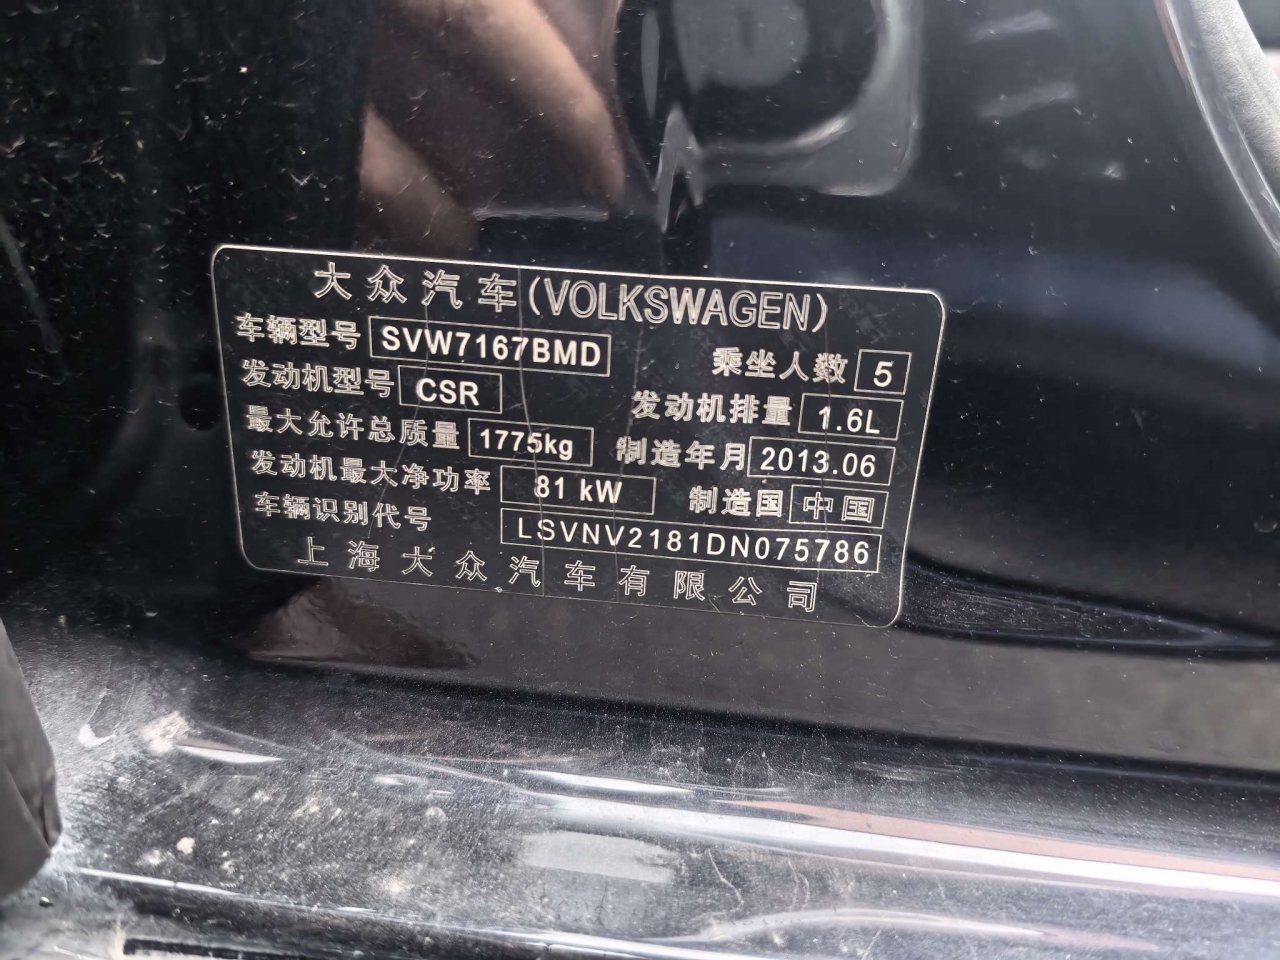 大众汽车(VOLKSWAGEN)
车辆型号 SVW7167BMD 乘坐人数 5
发动机型号 CSR 发动机排量 1.6L
最大允许总质量 1775kg 制造年月 2013.06
发动机最大净功率 81 kW 制造国 中国
车辆识别代号 LSVNV2181DN075786
上海大众汽车有限公司